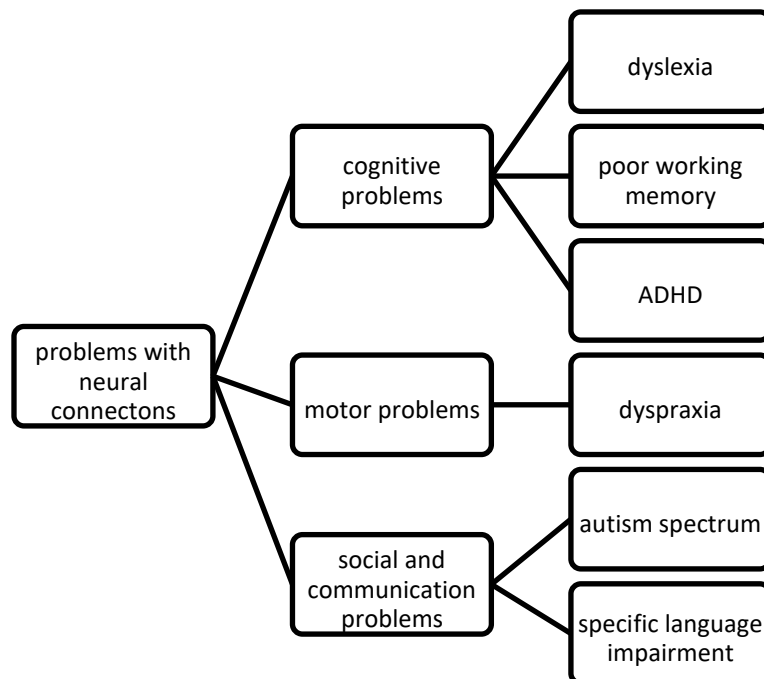 dyslexia
cognitive
problems
poor working
memory
ADHD
problems with
neural
connectons
motor problems
dyspraxia
autism spectrum
social and
communication
problems
specific language
impairment